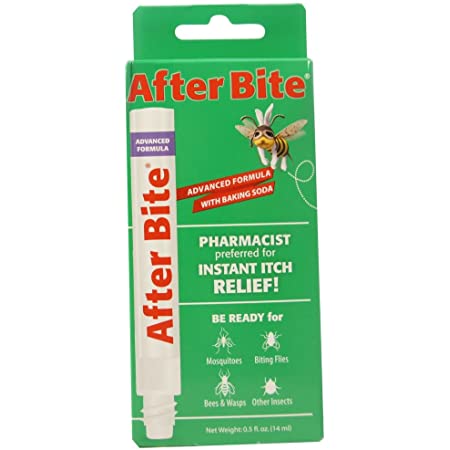 After Bite®
ADVANCED
FORMULA
After Bite®
ADVANCED FORMULA
WITH BAKING SODA
PHARMACIST
preferred for
INSTANT ITCH
RELIEF!
BE READY for
Mosquitoes
Biting Flies
Bees & Wasps
Other Insects
Net Weight: 0.5 fl. oz. (14 ml)